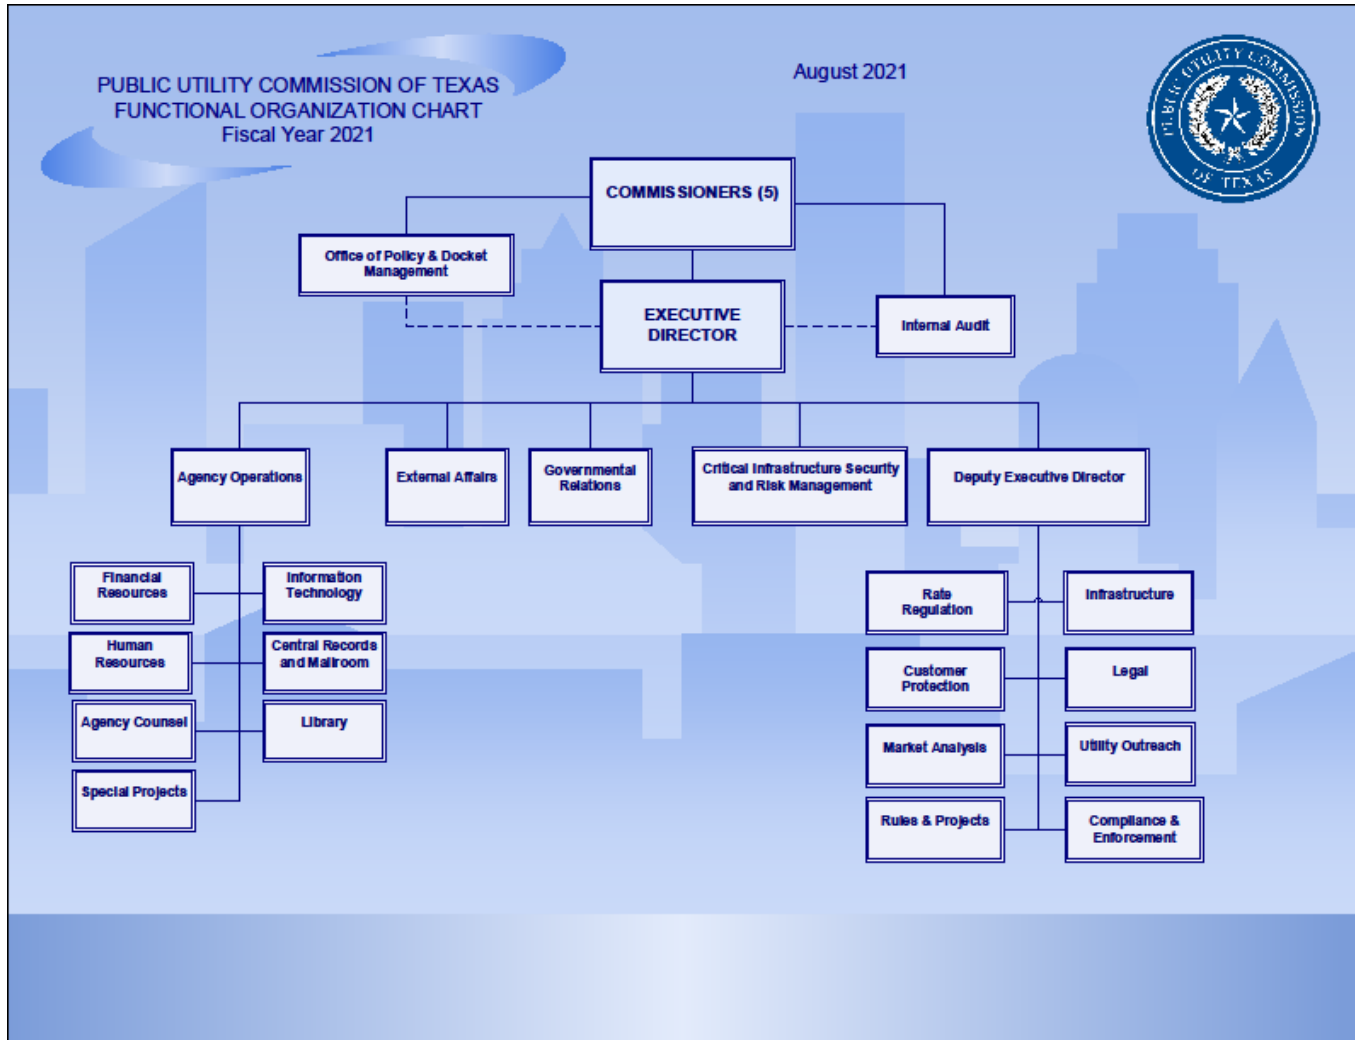 PUBLIC UTILITY COMMISSION OF TEXAS
FUNCTIONAL ORGANIZATION CHART
Fiscal Year 2021
August 2021
PUBLIC UTILITY COMMISSION
OF TEXAS
COMMISSIONERS (5)
Office of Policy & Docket
Management
EXECUTIVE
DIRECTOR
Internal Audit
Agency Operations
External Affairs
Governmental
Relations
Critical Infrastructure Security
and Risk Management
Deputy Executive Director
Financial
Resources
Information
Technology
Human
Resources
Central Records
and Mailroom
Agency Counsel
Library
Special Projects
Rate
Regulation
Infrastructure
Customer
Protection
Legal
Market Analysis
Utility Outreach
Rules & Projects
Compliance &
Enforcement